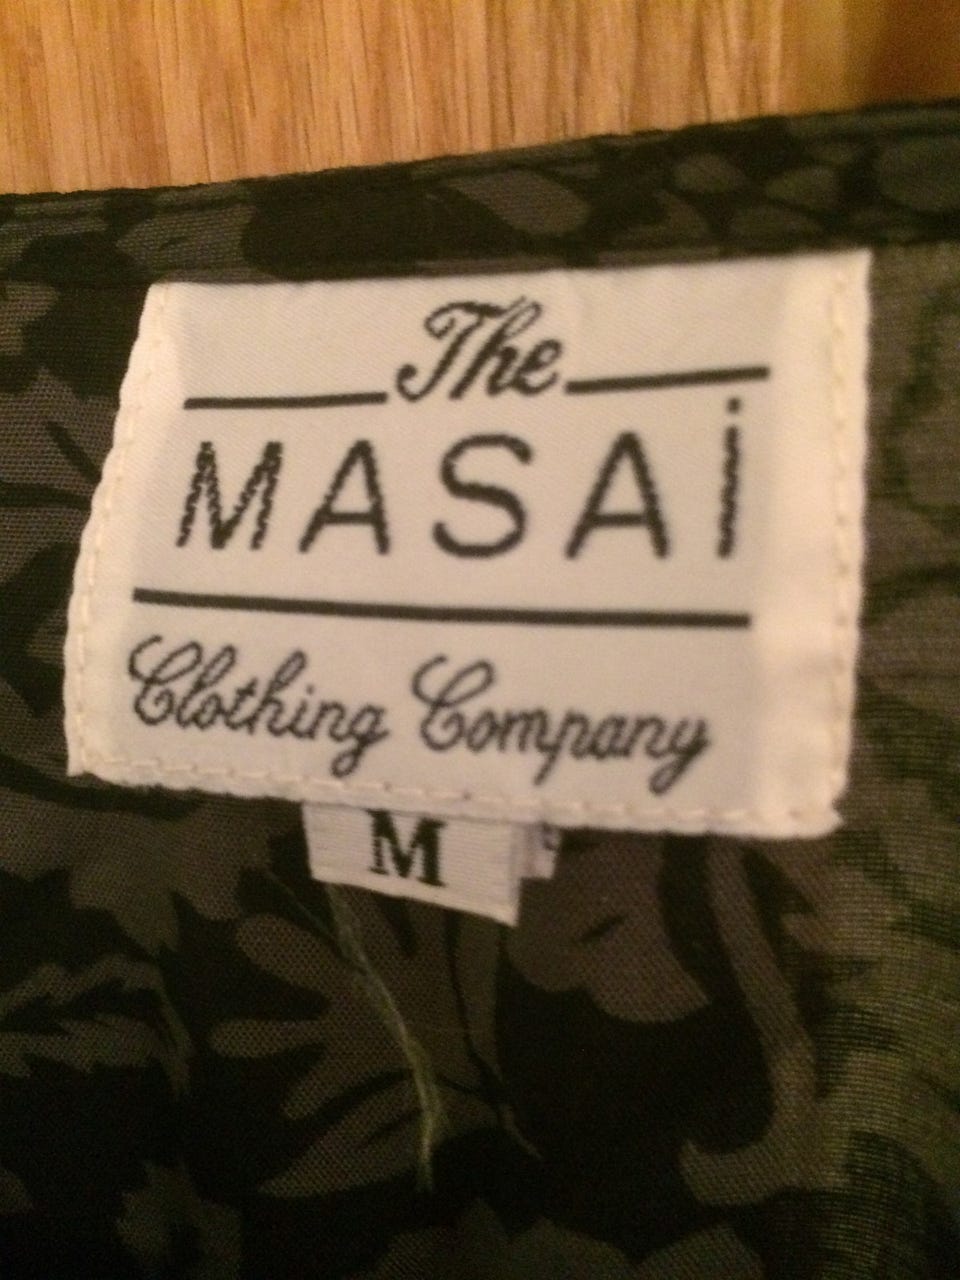 The
MASAi
Clothing Company
M